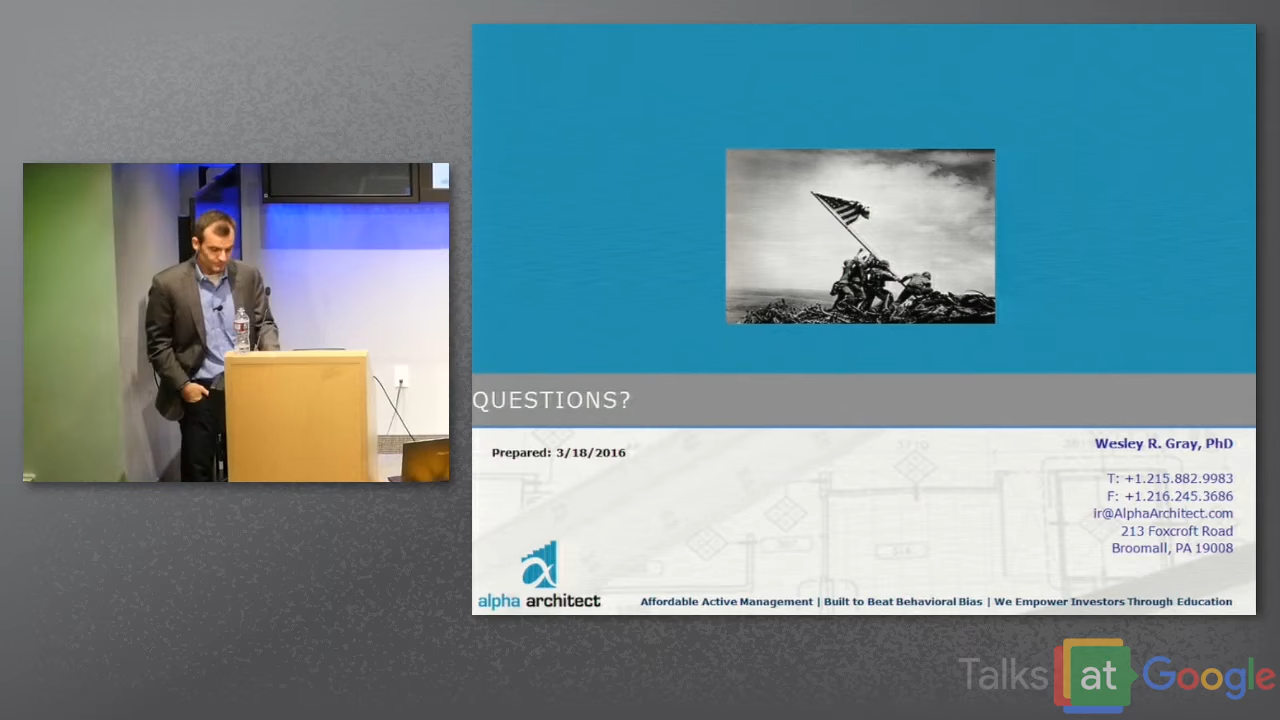 QUESTIONS?
Prepared: 3/18/2016
Wesley R. Gray, PhD
T: +1.215.882.9983
F: +1.216.245.3686
ir@AlphaArchitect.com
213 Foxcroft Road
Broomall, PA 19008
alpha architect
Affordable Active Management | Built to Beat Behavioral Bias | We Empower Investors Through Education
Talks at Google